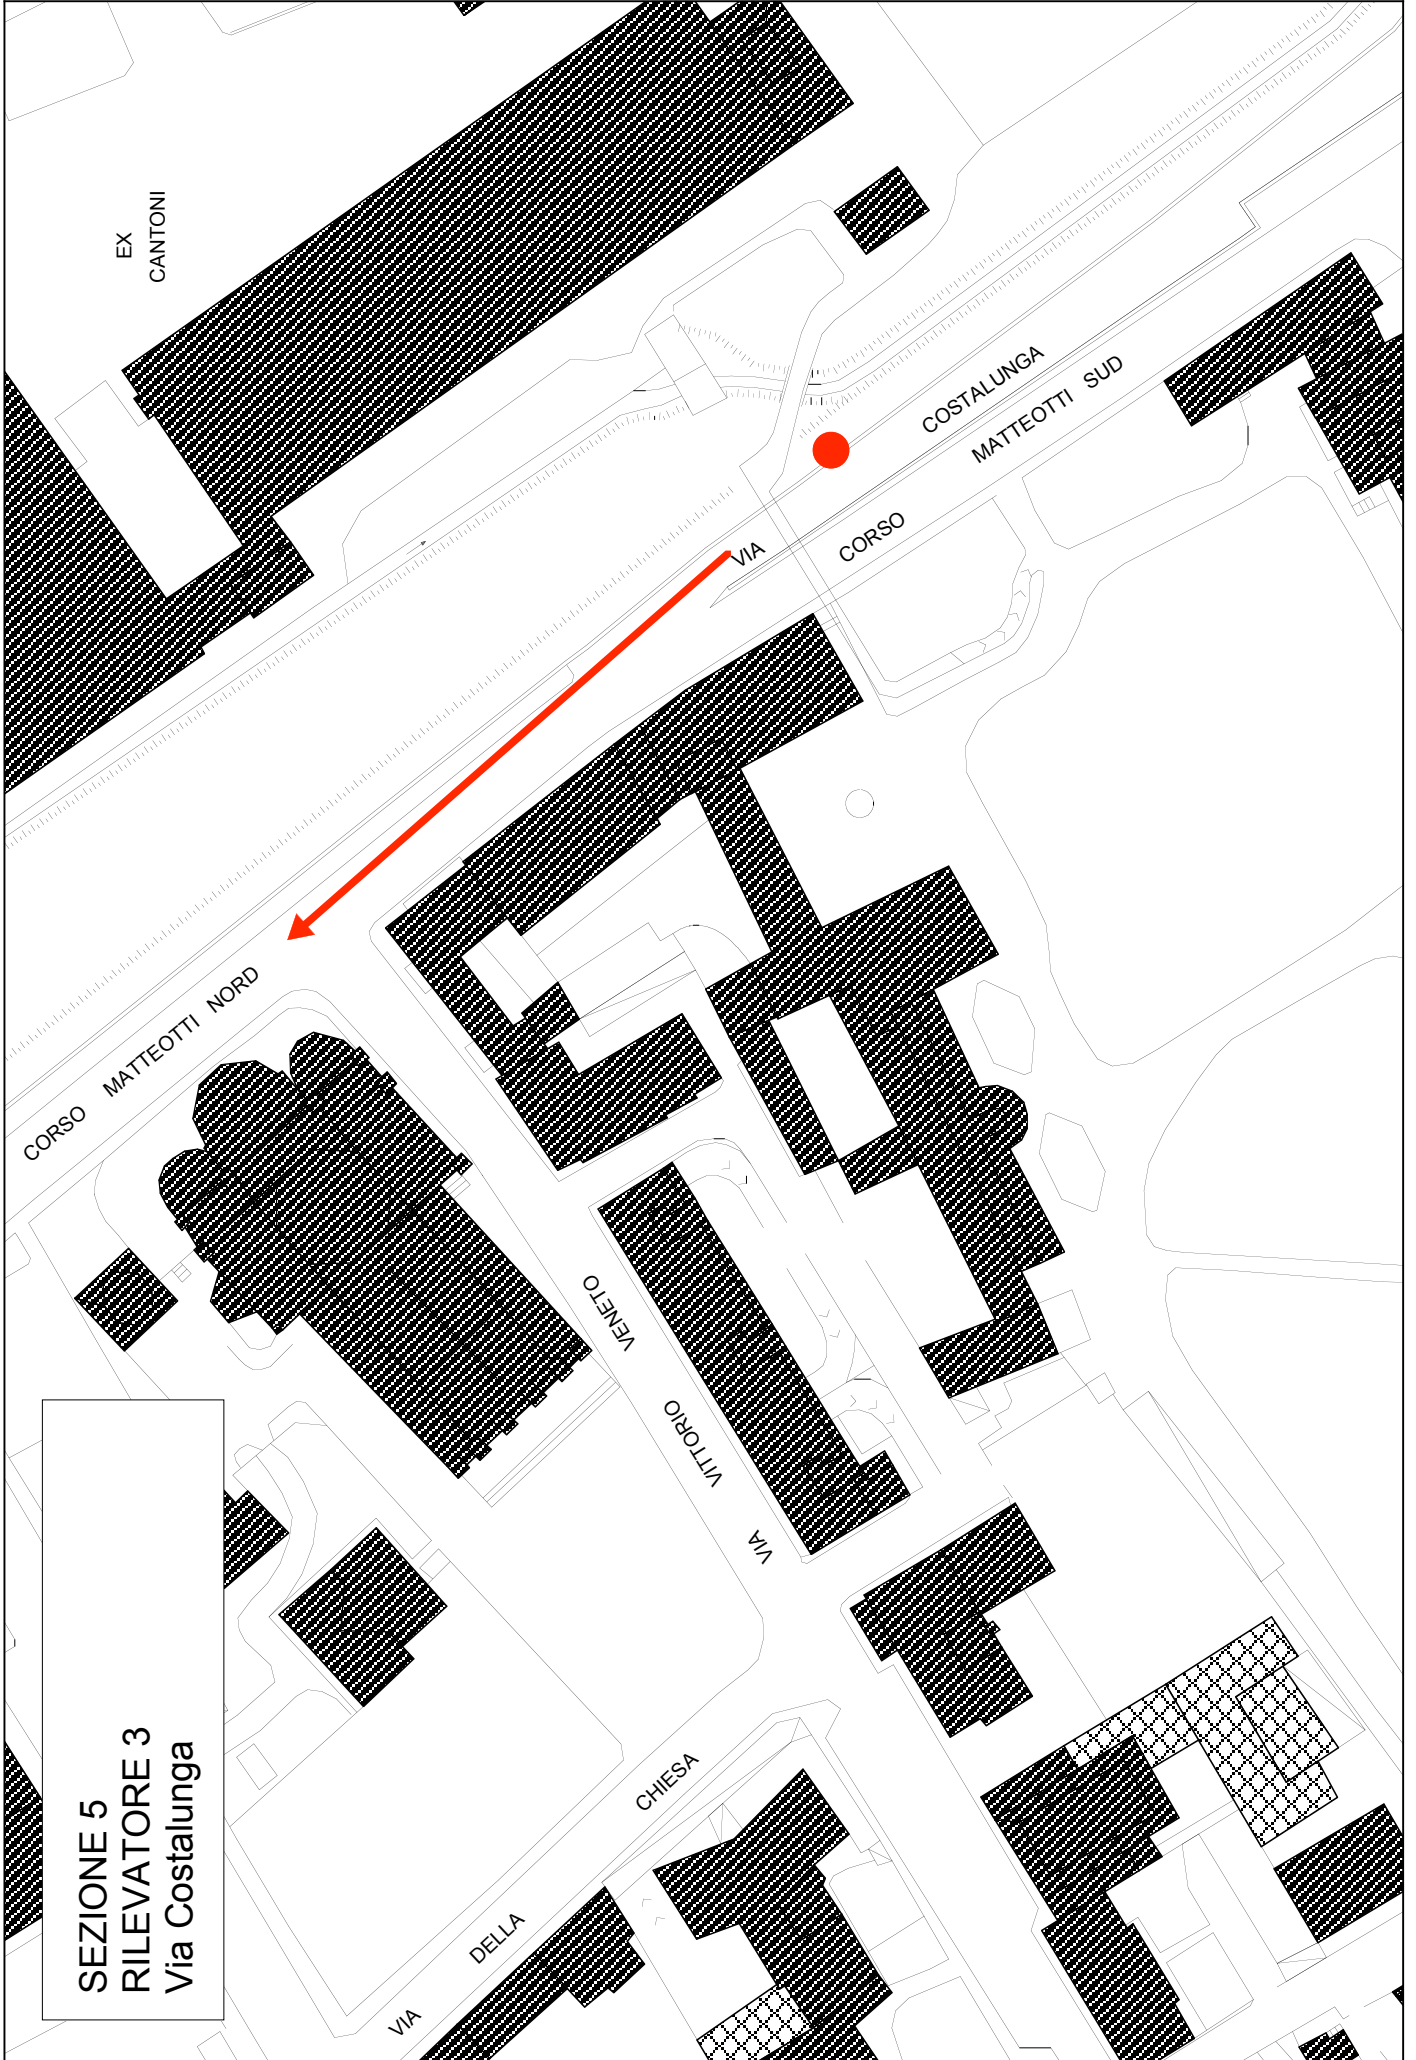 EX
CANTONI
VIA COSTALUNGA
CORSO MATTEOTTI SUD
CORSO MATTEOTTI NORD
VIA VITTORIO VENETO
VIA DELLA CHIESA
SEZIONE 5
RILEVATORE 3
Via Costalunga